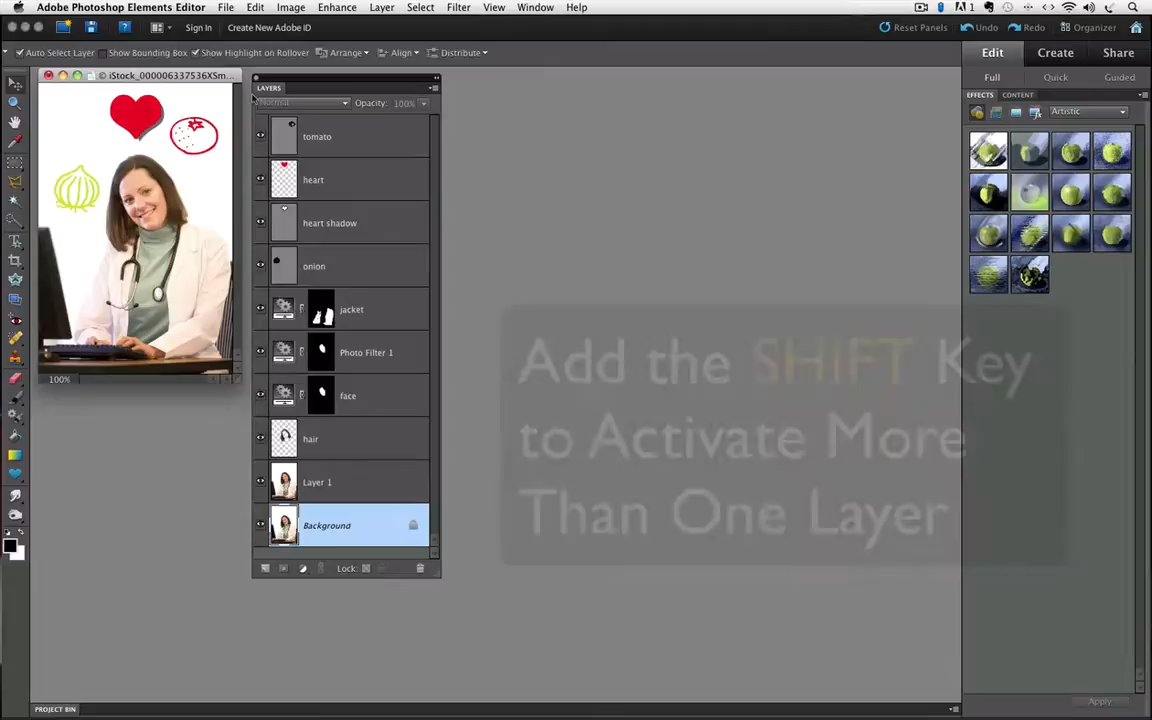 Adobe Photoshop Elements Editor File Edit Image Enhance Layer Select Filter View Window Help 1
Sign In Create New Adobe ID Reset Panels Undo Redo Organizer
Auto Select Layer Show Bounding Box Show Highlight on Rollover Arrange Align Distribute
Edit Create Share
Full Quick Guided
© iStock_000006337536XSm...
LAYERS
EFFECTS CONTENT
Normal Opacity: 100%
Artistic
tomato
heart
heart shadow
onion
jacket
Photo Filter 1
face
hair
Layer 1
Background
Lock:
100%
Add the SHIFT Key
to Activate More
Than One Layer
Apply
PROJECT BIN